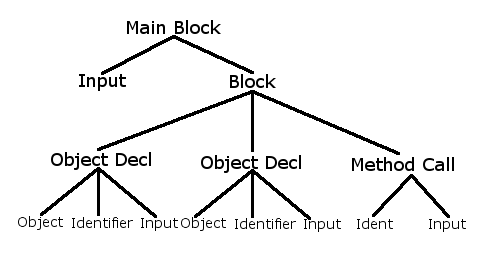 Main Block
Input Block
Object Decl Object Decl Method Call
Object Identifier Input Object Identifier Input Ident Input